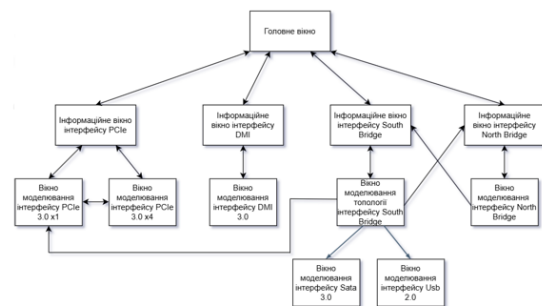 Головне вікно
Інформаційне вікно
інтерфейсу PCIe
Інформаційне
вікно інтерфейсу
DMI
Інформаційне вікно
інтерфейсу South
Bridge
Інформаційне вікно
інтерфейсу North
Bridge
Вікно
моделювання
інтерфейсу PCIe
3.0 x1
Вікно
моделювання
інтерфейсу PCIe
3.0 x4
Вікно
моделювання
інтерфейсу DMI
3.0
Вікно
моделювання
топології
інтерфейсу South
Bridge
Вікно
моделювання
інтерфейсу North
Bridge
Вікно
моделювання
інтерфейсу Sata
3.0
Вікно
моделювання
інтерфейсу Usb
2.0